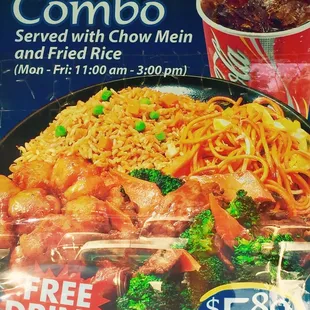 Combo
Served with Chow Mein
and Fried Rice
(Mon - Fri: 11:00 am - 3:00 pm)
FREE